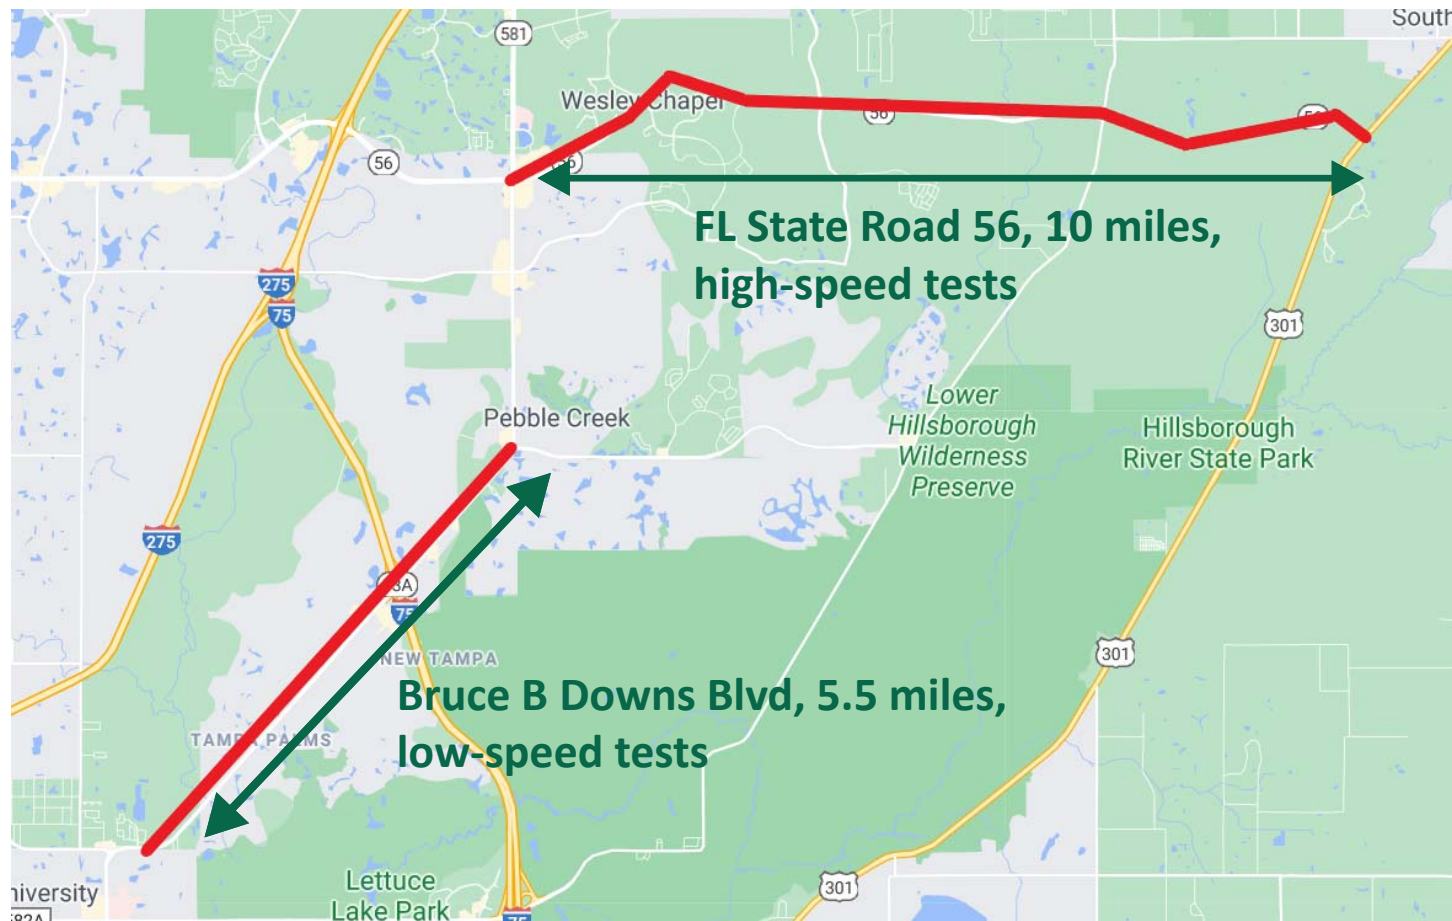 South
581
Wesley Chapel
56
56
56
FL State Road 56, 10 miles,
high-speed tests
275
75
301
Pebble Creek
Lower
Hillsborough
Wilderness
Preserve
Hillsborough
River State Park
275
75
NEW TAMPA
301
Bruce B Downs Blvd, 5.5 miles,
low-speed tests
TAMPA PALMS
Lettuce
Lake Park
301
niversity
582A
75